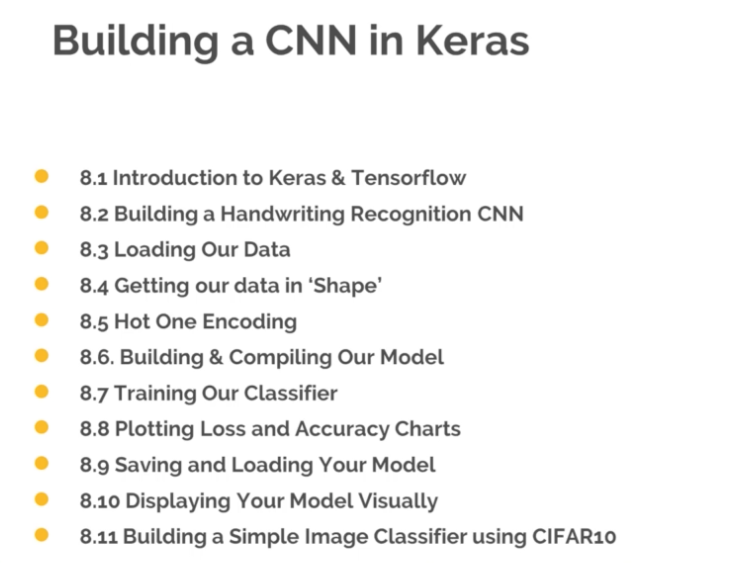 Building a CNN in Keras
8.1 Introduction to Keras & Tensorflow
8.2 Building a Handwriting Recognition CNN
8.3 Loading Our Data
8.4 Getting our data in ‘Shape’
8.5 Hot One Encoding
8.6. Building & Compiling Our Model
8.7 Training Our Classifier
8.8 Plotting Loss and Accuracy Charts
8.9 Saving and Loading Your Model
8.10 Displaying Your Model Visually
8.11 Building a Simple Image Classifier using CIFAR10